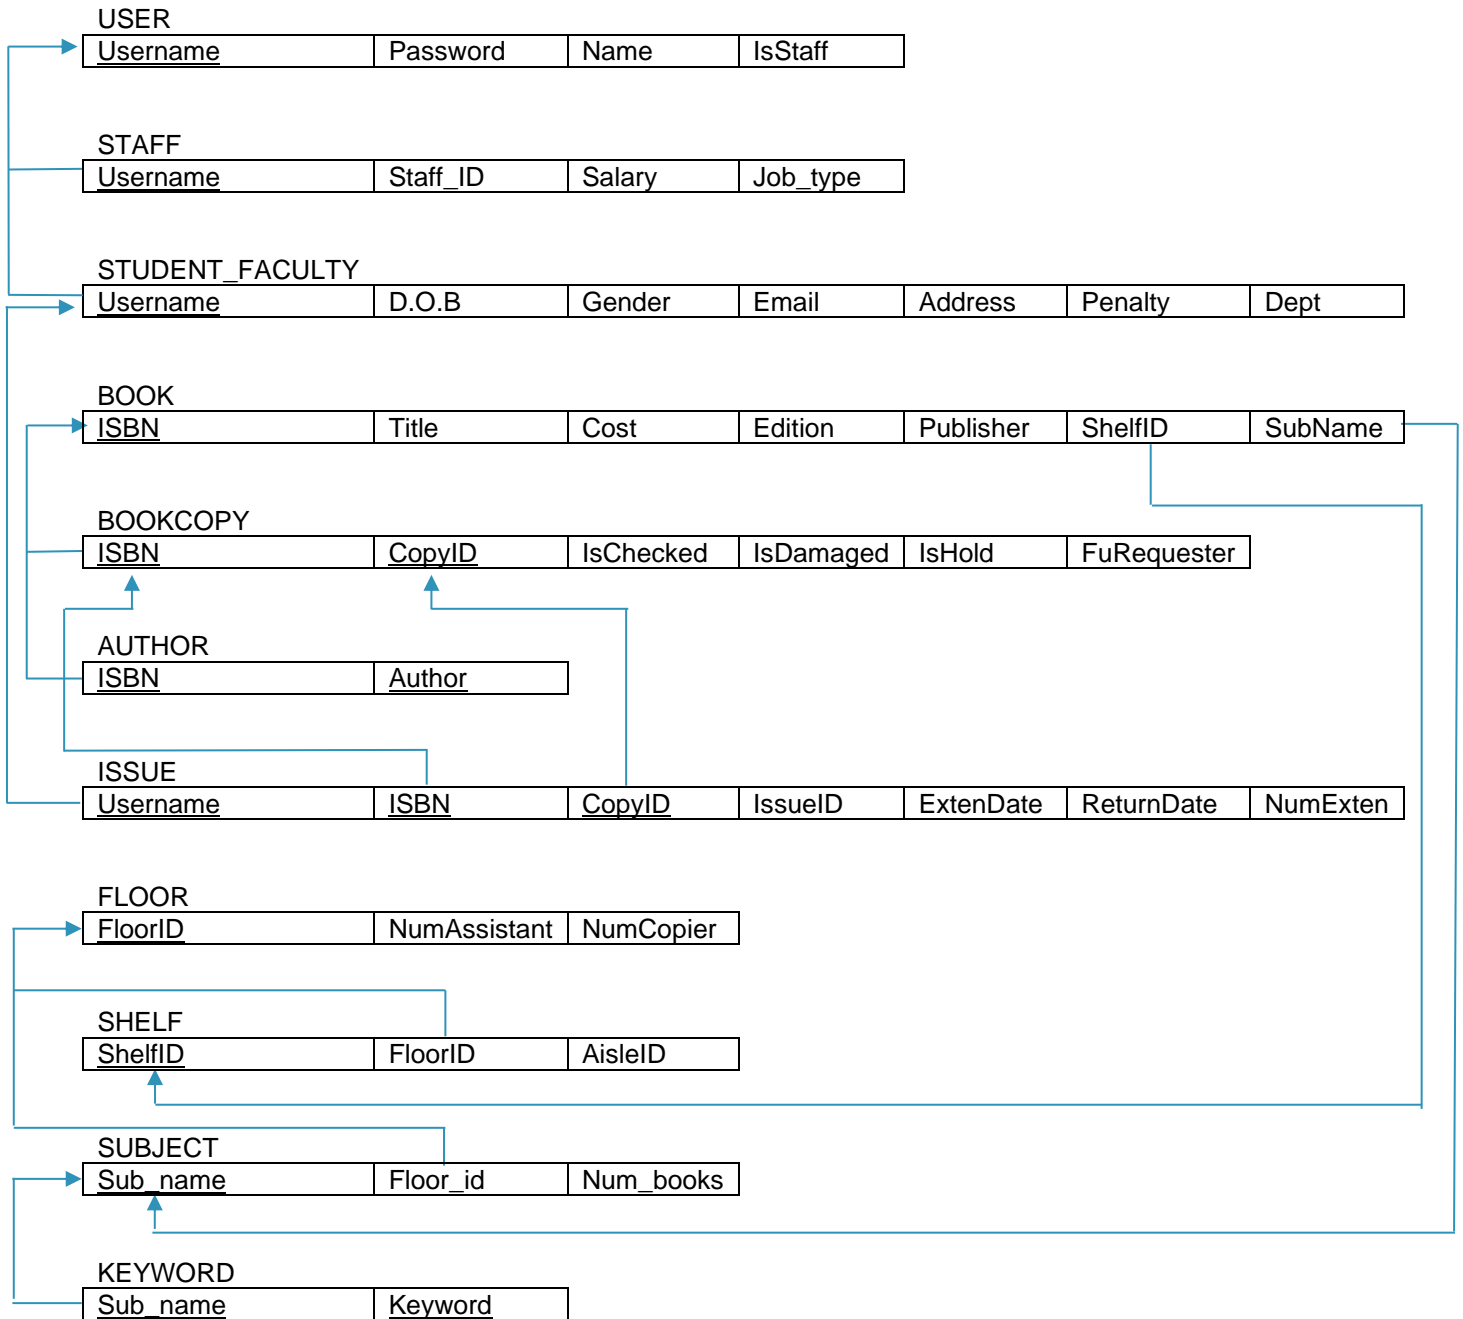 USER
Username Password Name IsStaff
STAFF
Username Staff_ID Salary Job_type
STUDENT_FACULTY
Username D.O.B Gender Email Address Penalty Dept
BOOK
ISBN Title Cost Edition Publisher ShelfID SubName
BOOKCOPY
ISBN CopyID IsChecked IsDamaged IsHold FuRequester
AUTHOR
ISBN Author
ISSUE
Username ISBN CopyID IssueID ExtenDate ReturnDate NumExten
FLOOR
FloorID NumAssistant NumCopier
SHELF
ShelfID FloorID AisleID
SUBJECT
Sub_name Floor_id Num_books
KEYWORD
Sub_name Keyword